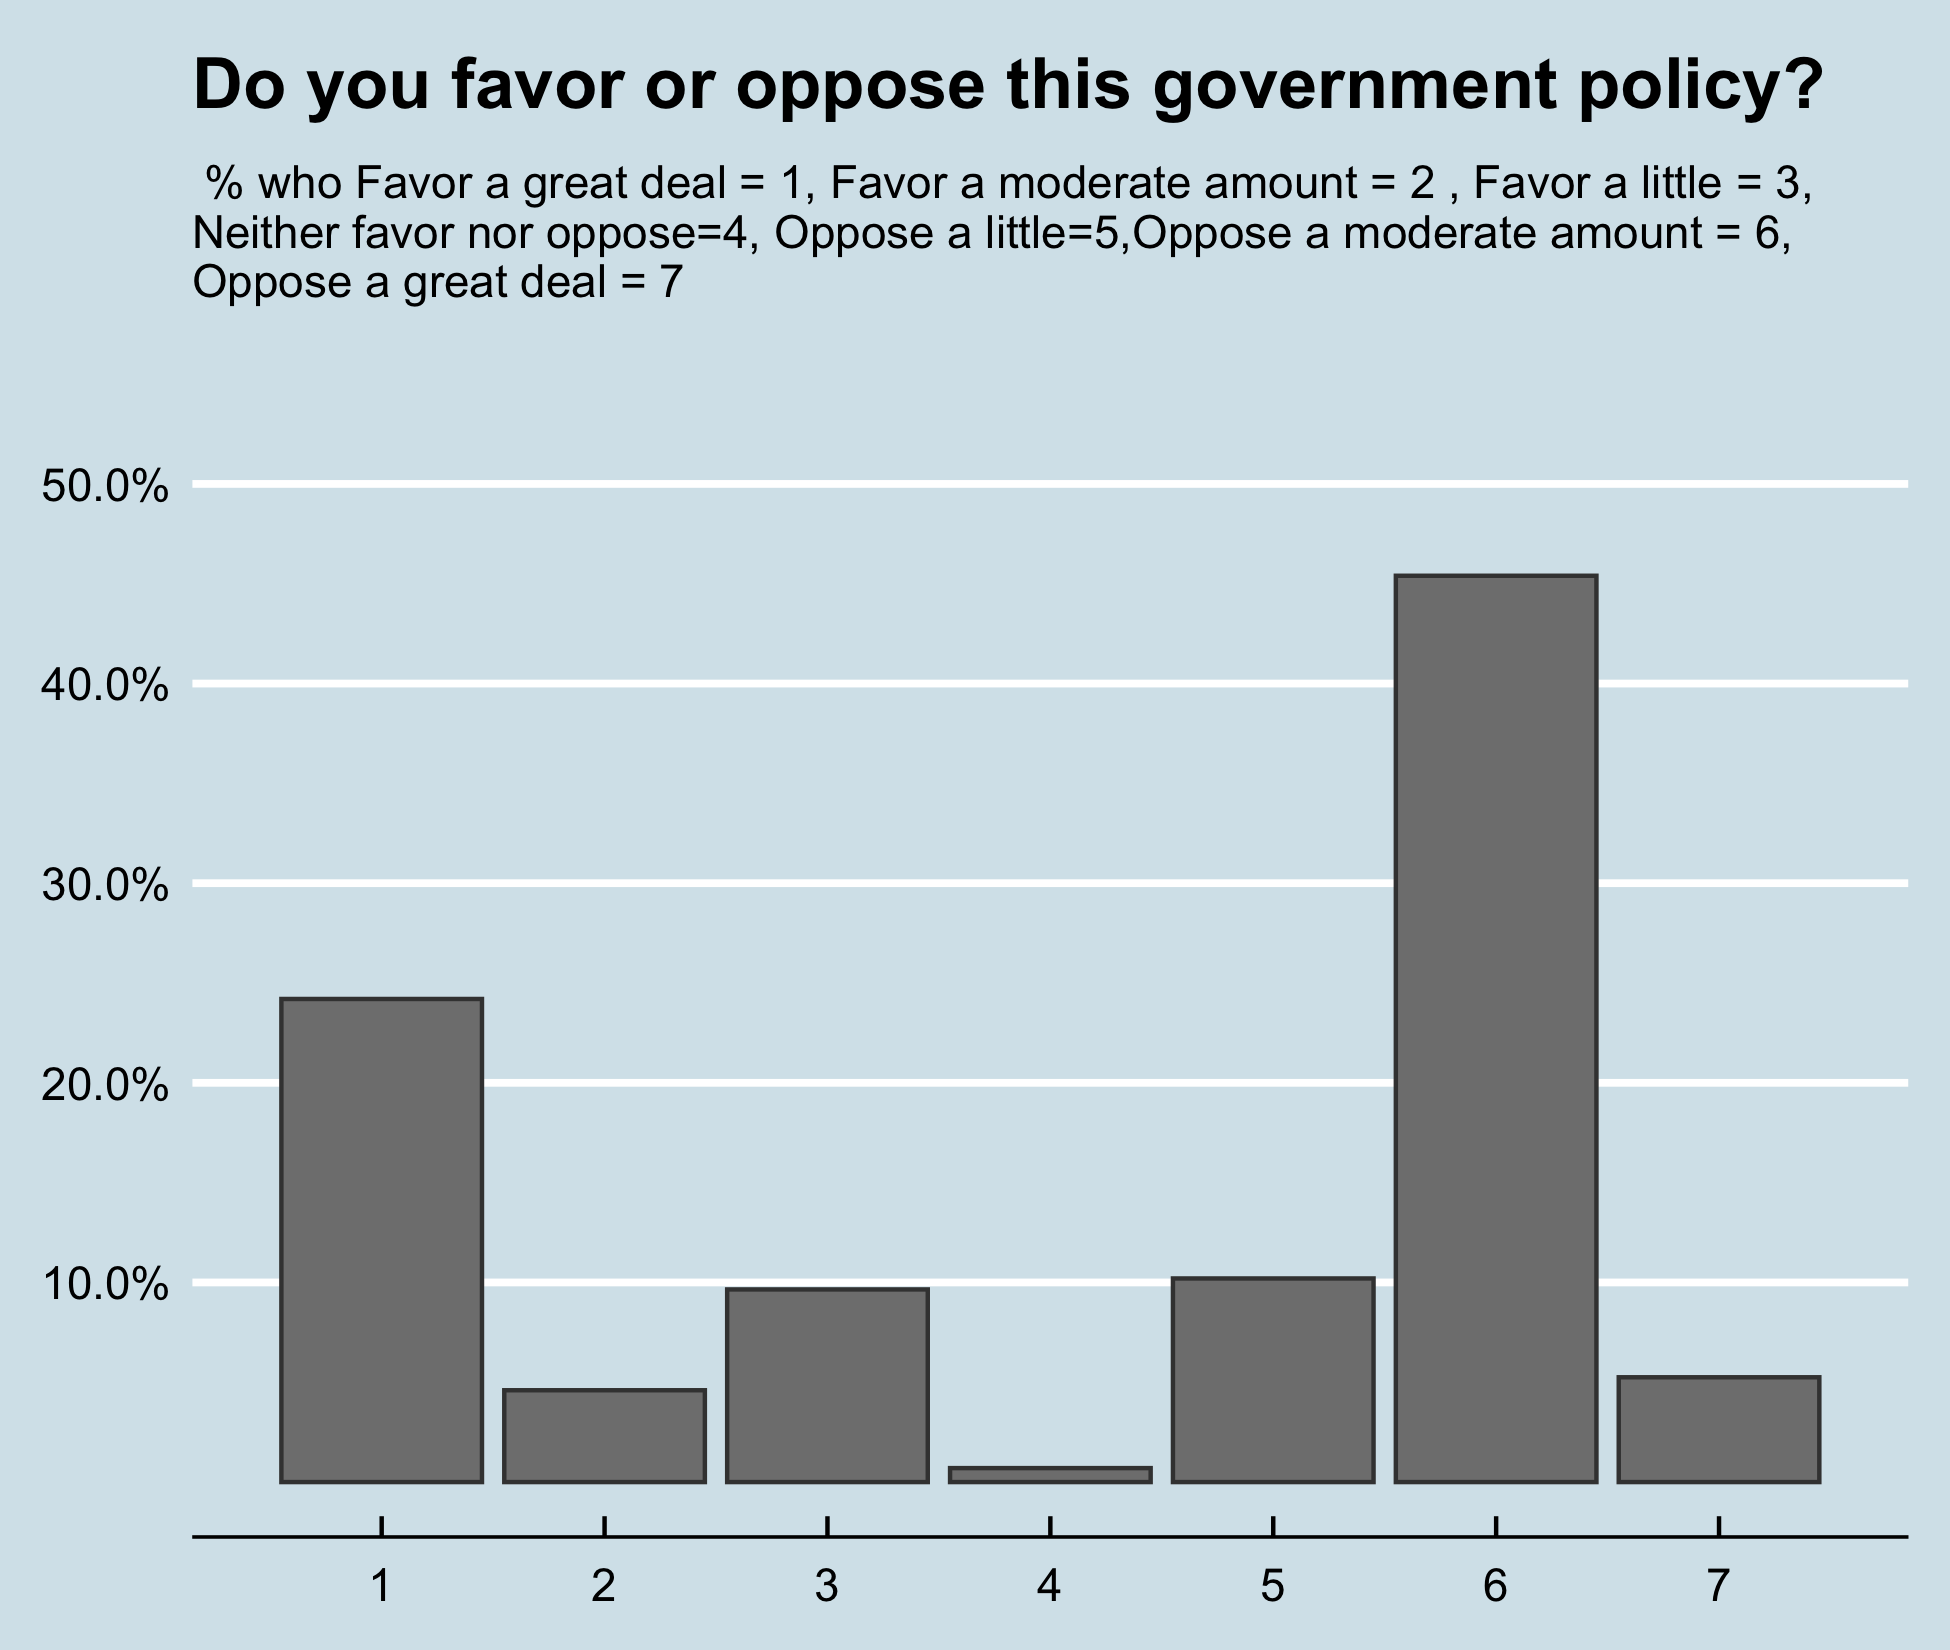 Do you favor or oppose this government policy?
% who Favor a great deal = 1, Favor a moderate amount = 2 , Favor a little = 3,
Neither favor nor oppose=4, Oppose a little=5,Oppose a moderate amount = 6,
Oppose a great deal = 7
50.0%
40.0%
30.0%
20.0%
10.0%
1 2 3 4 5 6 7